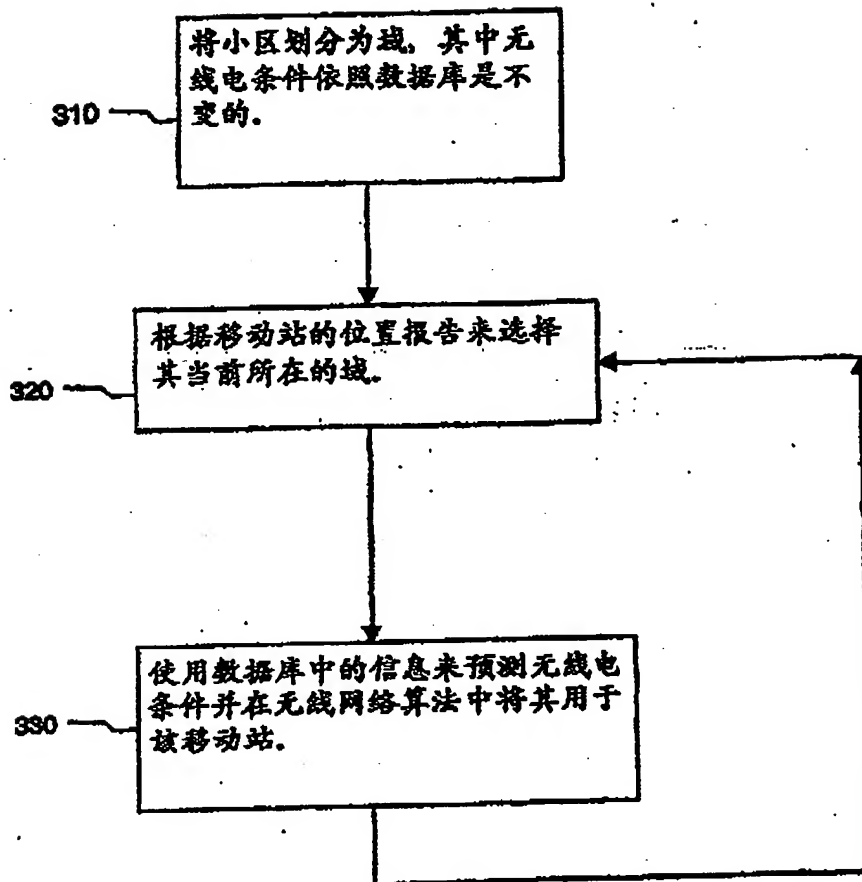 将小区划分为域, 其中无
线电条件依照数据库是不
变的.
310
根据移动站的位置报告来选择
其当前所在的域.
320
使用数据库中的信息来预测无线电
条件并在无线网络算法中将其用于
该移动站.
330